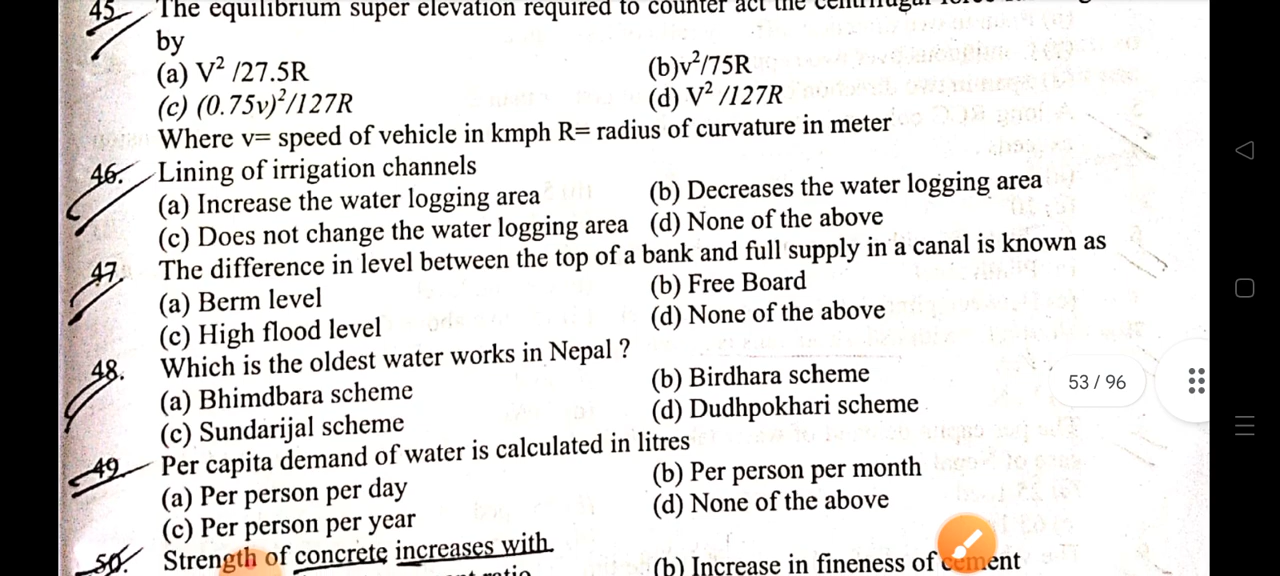 45. The equilibrium super elevation required to counter act the centrifugal
by
(a) V² /27.5R (b)v²/75R
(c) (0.75v)²/127R (d) V² /127R
Where v= speed of vehicle in kmph R= radius of curvature in meter
46. Lining of irrigation channels
(a) Increase the water logging area (b) Decreases the water logging area
(c) Does not change the water logging area (d) None of the above
47. The difference in level between the top of a bank and full supply in a canal is known as
(a) Berm level (b) Free Board
(c) High flood level (d) None of the above
48. Which is the oldest water works in Nepal ?
(a) Bhimdbara scheme (b) Birdhara scheme
(c) Sundarijal scheme (d) Dudhpokhari scheme
53 / 96
49. Per capita demand of water is calculated in litres
(a) Per person per day (b) Per person per month
(c) Per person per year (d) None of the above
50. Strength of concrete increases with
(b) Increase in fineness of cement